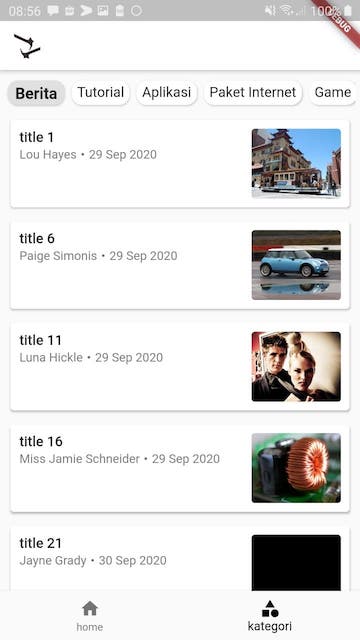 08:56
100%
DEBUG
Berita
Tutorial
Aplikasi
Paket Internet
Game
title 1
Lou Hayes • 29 Sep 2020
title 6
Paige Simonis • 29 Sep 2020
title 11
Luna Hickle • 29 Sep 2020
title 16
Miss Jamie Schneider • 29 Sep 2020
title 21
Jayne Grady • 30 Sep 2020
home
kategori